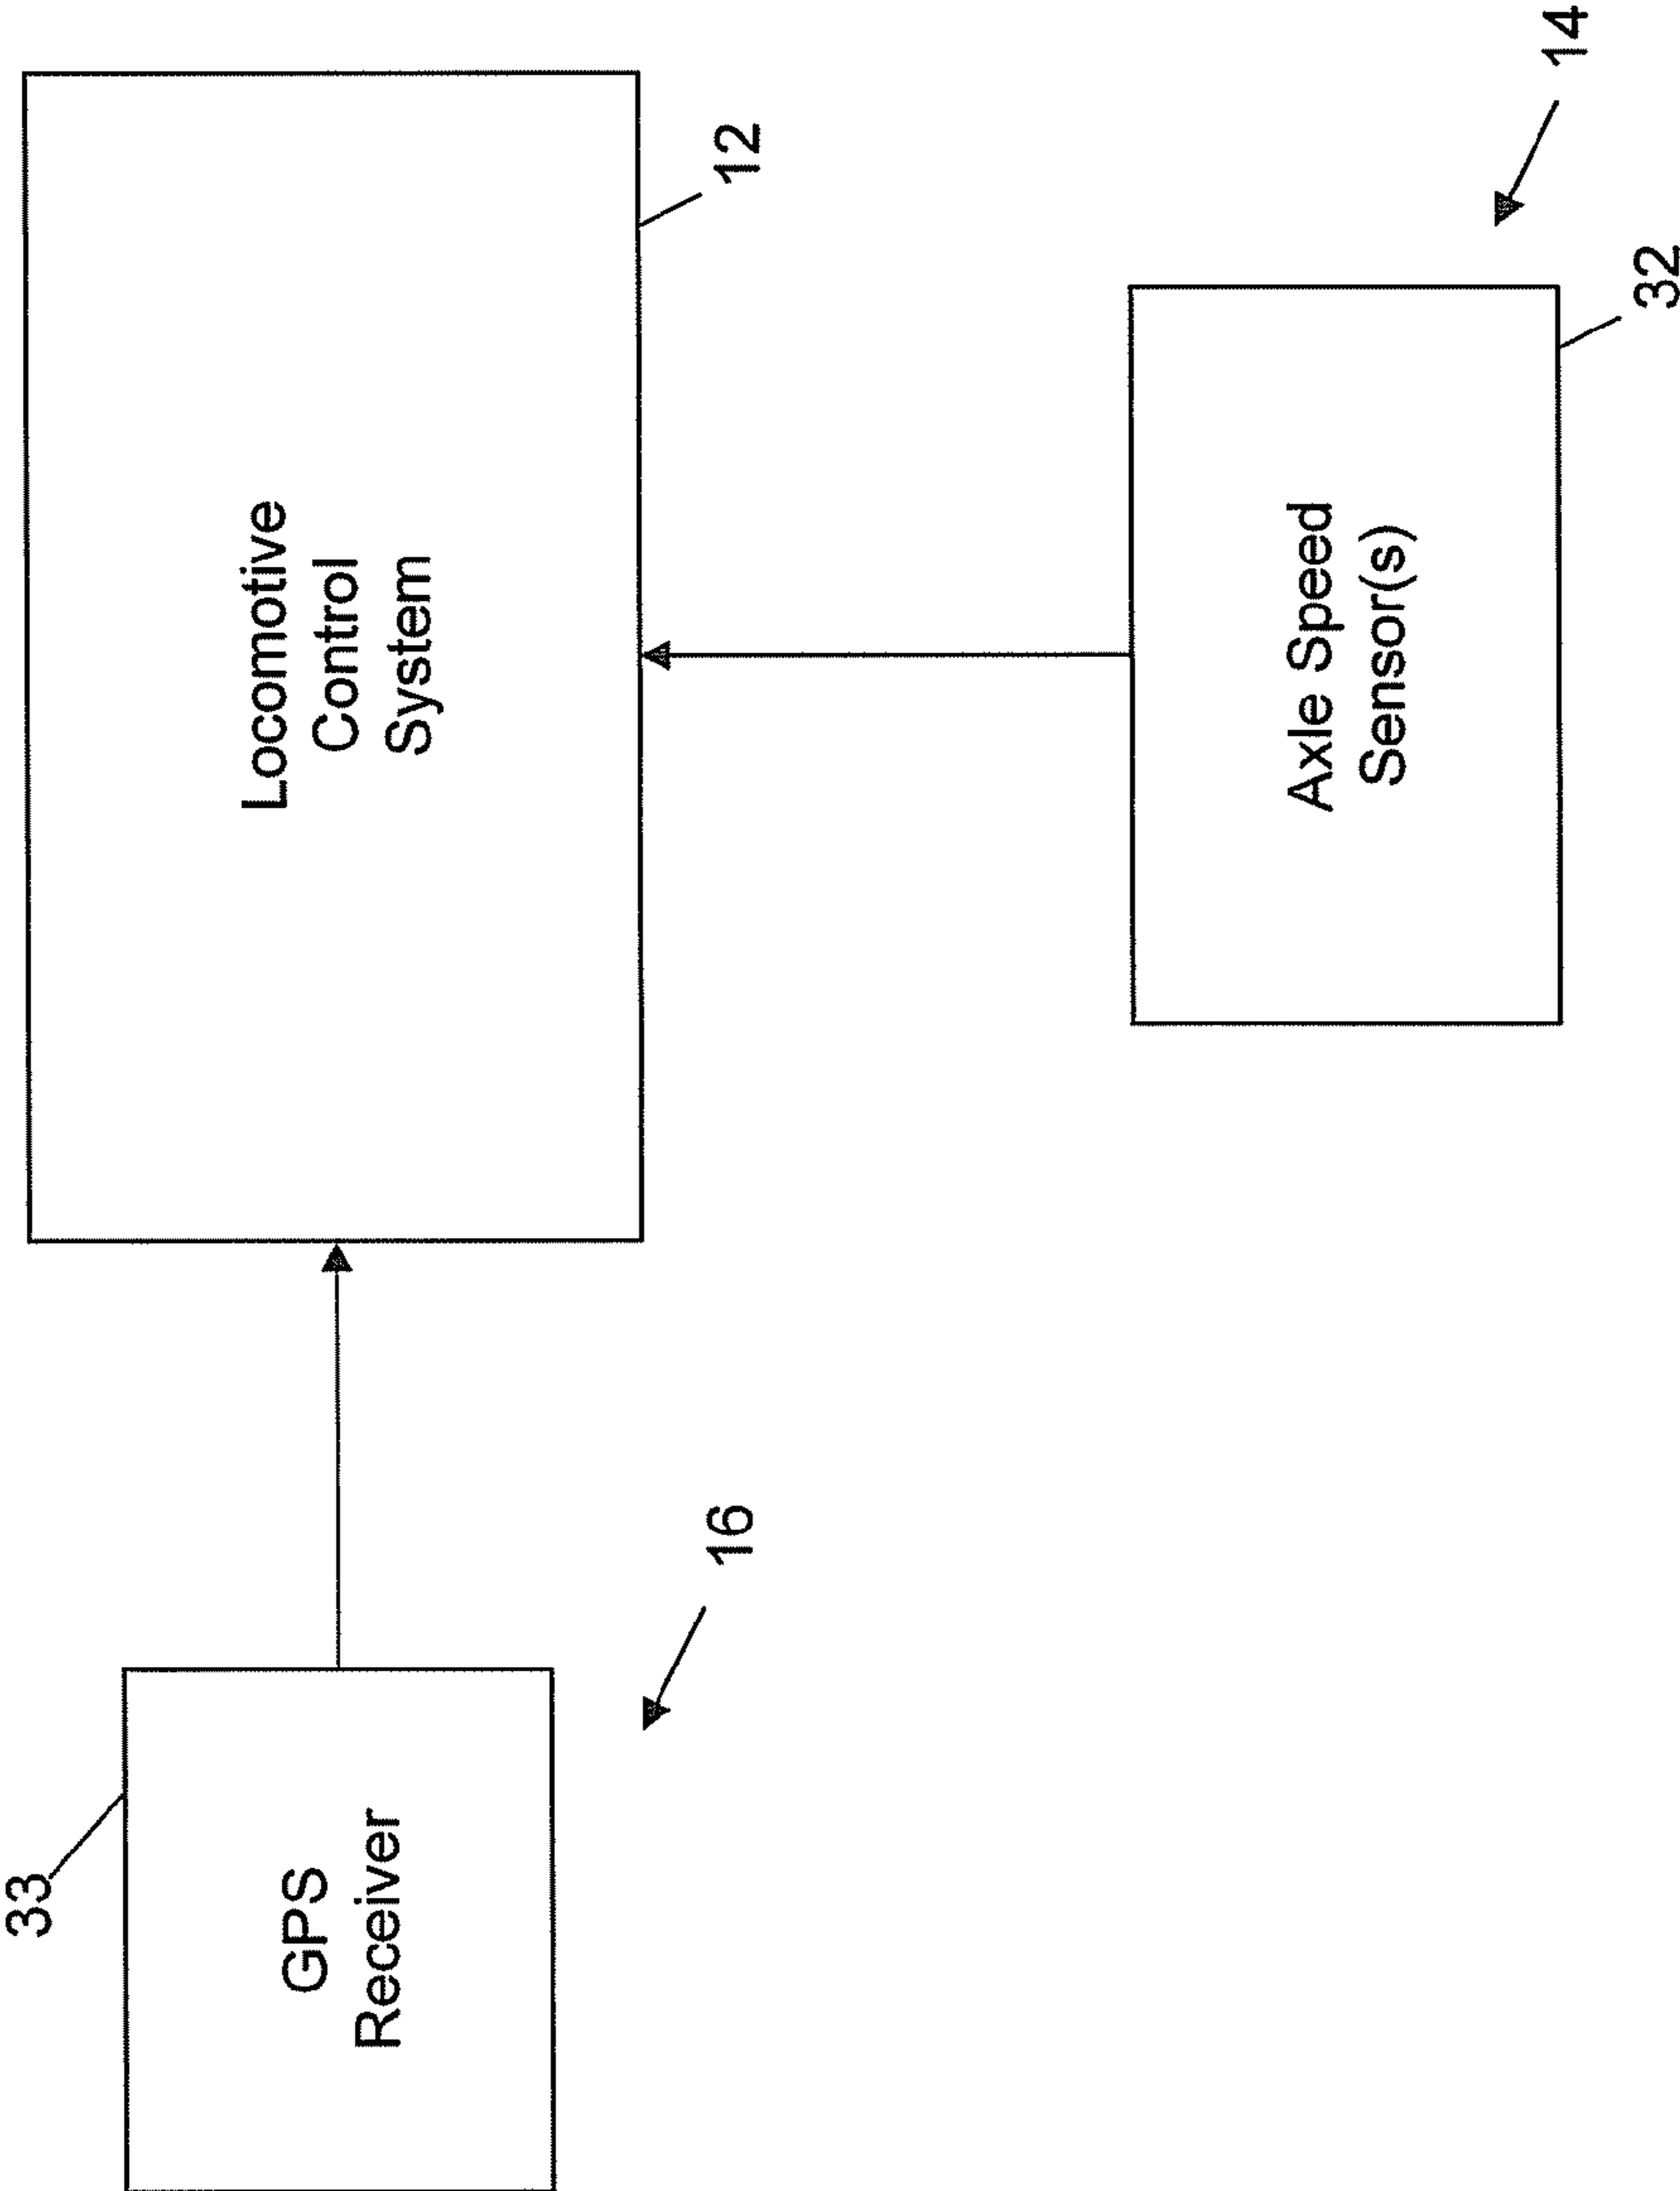 33
GPS
Receiver
16
Locomotive
Control
System
12
Axle Speed
Sensor(s)
32
14